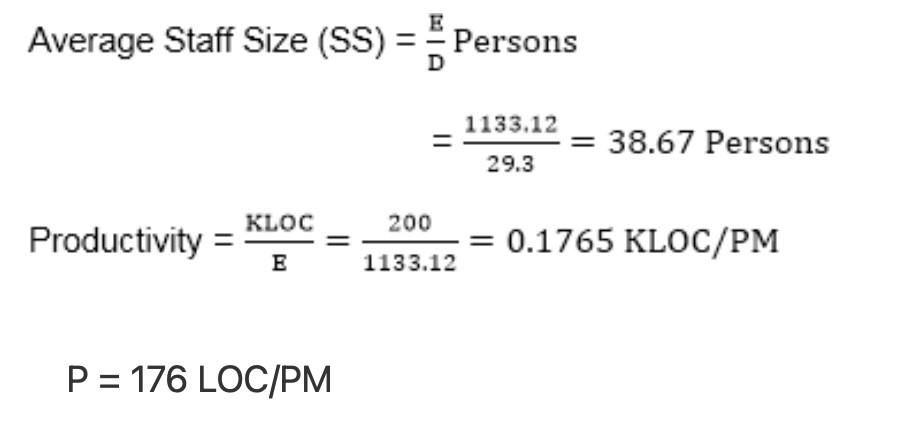 Average Staff Size (SS) = E/D Persons
= 1133.12/29.3 = 38.67 Persons
Productivity = KLOC/E = 200/1133.12 = 0.1765 KLOC/PM
P = 176 LOC/PM